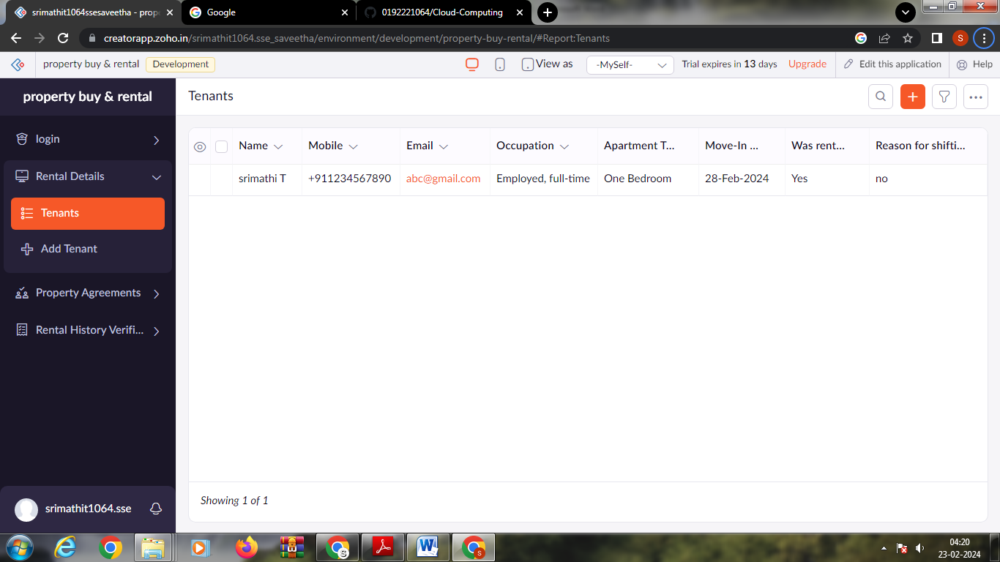 srimathit1064ssesaveetha - prope
Google
0192221064/Cloud-Computing
creatorapp.zoho.in/srimathit1064.sse_saveetha/environment/development/property-buy-rental/#Report:Tenants
S
property buy & rental
Development
View as
-MySelf-
Trial expires in 13 days
Upgrade
Edit this application
Help
property buy & rental
login
Rental Details
Tenants
Add Tenant
Property Agreements
Rental History Verifi...
srimathit1064.sse
Tenants
Name Mobile Email Occupation Apartment T... Move-In ... Was rent... Reason for shifti...
srimathi T +911234567890 abc@gmail.com Employed, full-time One Bedroom 28-Feb-2024 Yes no
Showing 1 of 1
04:20
23-02-2024